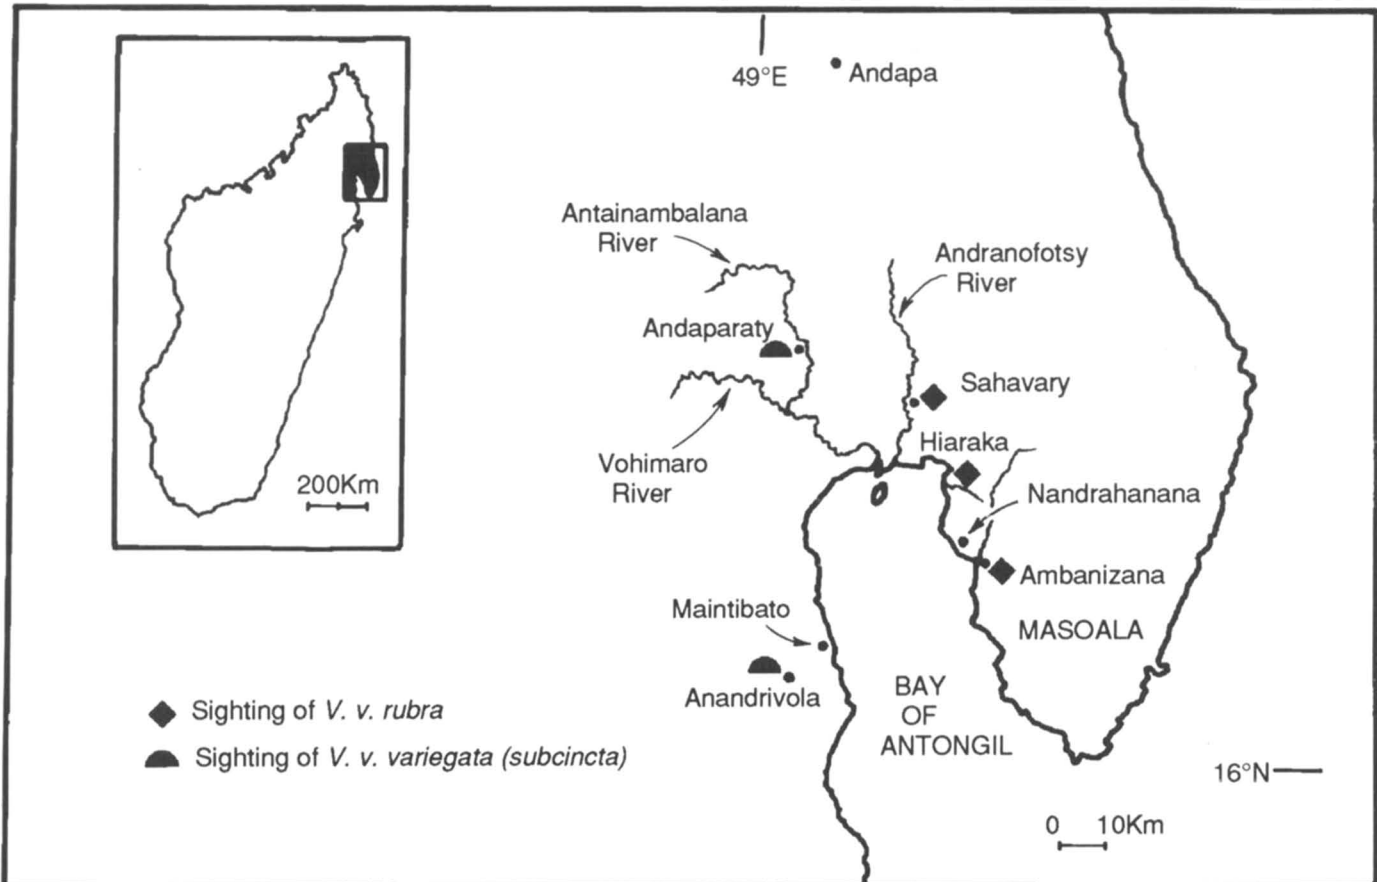 49°E
Andapa
Antainambalana
River
Andranofotsy
River
Andaparaty
Sahavary
Hiaraka
Vohimaro
River
Nandrahanana
200Km
Ambanizana
Maintibato
MASOALA
Anandrivola
BAY
OF
ANTONGIL
Sighting of V. v. rubra
Sighting of V. v. variegata (subcincta)
16°N
0 10Km